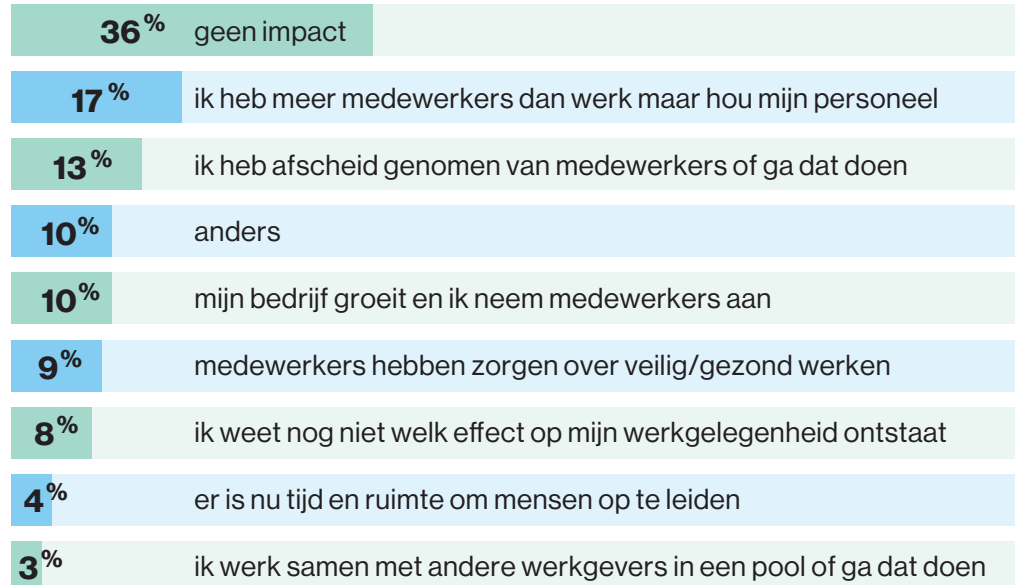 36% geen impact
17% ik heb meer medewerkers dan werk maar hou mijn personeel
13% ik heb afscheid genomen van medewerkers of ga dat doen
10% anders
10% mijn bedrijf groeit en ik neem medewerkers aan
9% medewerkers hebben zorgen over veilig/gezond werken
8% ik weet nog niet welk effect op mijn werkgelegenheid ontstaat
4% er is nu tijd en ruimte om mensen op te leiden
3% ik werk samen met andere werkgevers in een pool of ga dat doen